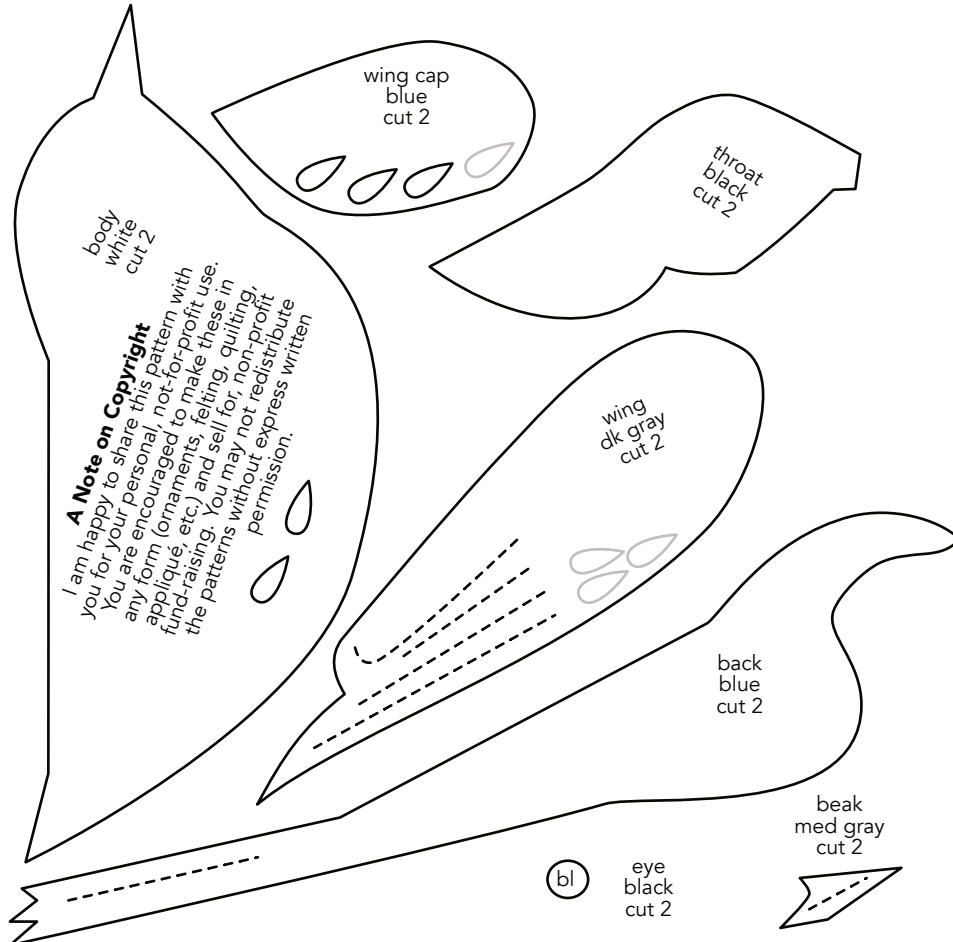 wing cap
blue
cut 2
throat
black
cut 2
body
white
cut 2
A Note on Copyright
I am happy to share this pattern with
you for your personal, not-for-profit use.
You are encouraged to make these in
any form (ornaments, felting, quilting,
appliqué, etc.) and sell for, non-profit
fund-raising. You may not redistribute
the patterns without express written
permission.
wing
dk gray
cut 2
back
blue
cut 2
beak
med gray
cut 2
bl
eye
black
cut 2